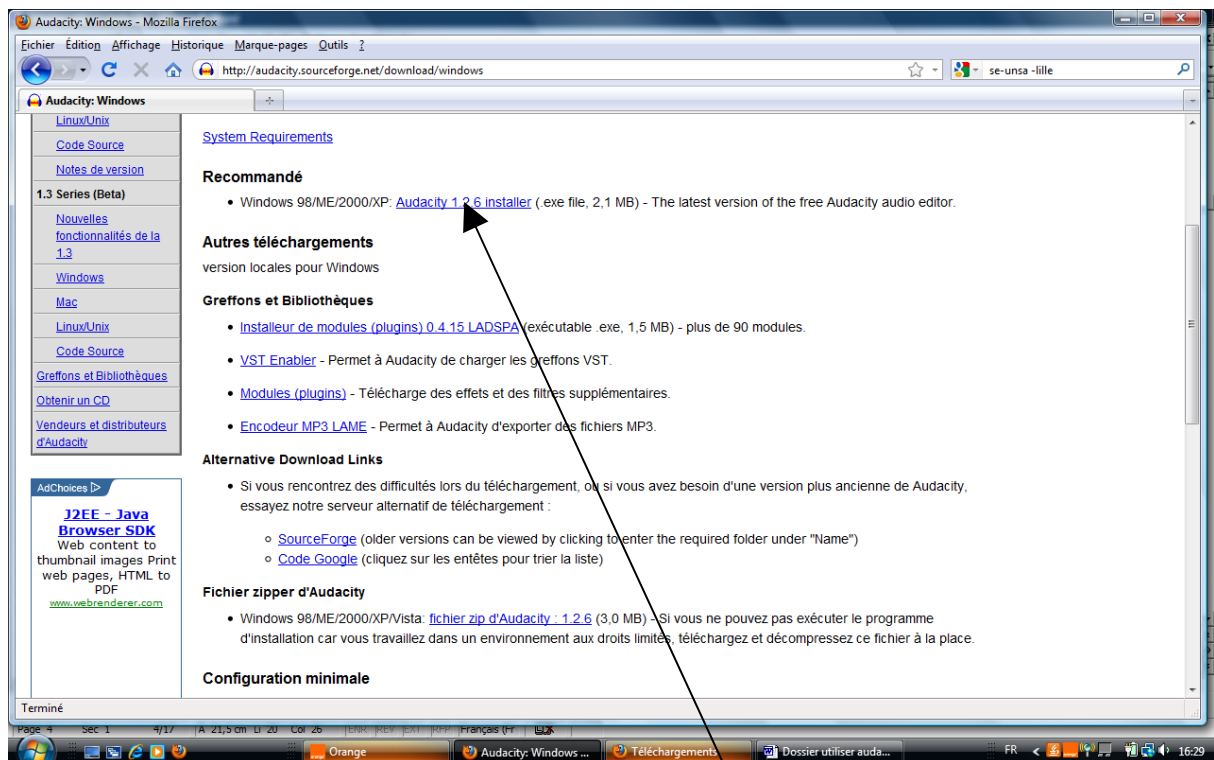 Audacity: Windows - Mozilla Firefox
Eichier Édition Affichage Historique Marque-pages Outils ?
http://audacity.sourceforge.net/download/windows
se-unsa -lille
Audacity: Windows
Linux/Unix
Code Source
Notes de version
1.3 Series (Beta)
Nouvelles
fonctionnalités de la
1.3
Windows
Mac
Linux/Unix
Code Source
Greffons et Bibliothèques
Obtenir un CD
Vendeurs et distributeurs
d'Audacity
AdChoices
J2EE - Java
Browser SDK
Web content to
thumbnail images Print
web pages, HTML to
PDF
www.webrenderer.com
System Requirements
Recommandé
• Windows 98/ME/2000/XP: Audacity 1.2.6 installer (.exe file, 2,1 MB) - The latest version of the free Audacity audio editor.
Autres téléchargements
version locales pour Windows
Greffons et Bibliothèques
• Installeur de modules (plugins) 0.4.15 LADSPA (exécutable .exe, 1,5 MB) - plus de 90 modules.
• VST Enabler - Permet à Audacity de charger les greffons VST.
• Modules (plugins) - Télécharge des effets et des filtres supplémentaires.
• Encodeur MP3 LAME - Permet à Audacity d'exporter des fichiers MP3.
Alternative Download Links
• Si vous rencontrez des difficultés lors du téléchargement, ou si vous avez besoin d'une version plus ancienne de Audacity,
essayez notre serveur alternatif de téléchargement :
o SourceForge (older versions can be viewed by clicking to enter the required folder under "Name")
o Code Google (cliquez sur les entêtes pour trier la liste)
Fichier zipper d'Audacity
• Windows 98/ME/2000/XP/Vista: fichier zip d'Audacity : 1.2.6 (3,0 MB) - Si vous ne pouvez pas exécuter le programme
d'installation car vous travaillez dans un environnement aux droits limités, téléchargez et décompressez ce fichier à la place.
Configuration minimale
Terminé
Page 4 Sec 1 4/17 À 21,5 cm Li 20 Col 26 ENR REV EXT RFP Français (Fr
Orange Audacity: Windows ... Téléchargements Dossier utiliser auda... FR 16:29